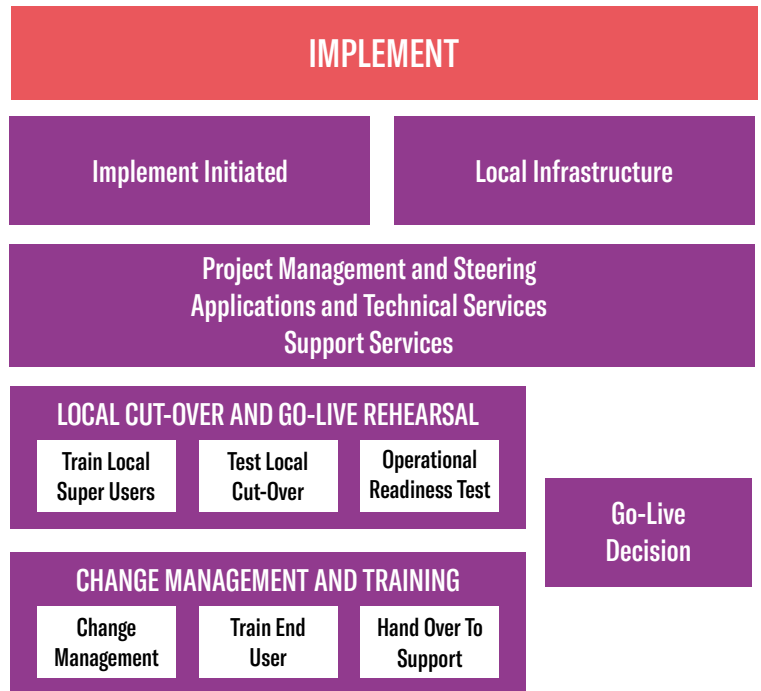 IMPLEMENT
Implement Initiated
Local Infrastructure
Project Management and Steering
Applications and Technical Services
Support Services
LOCAL CUT-OVER AND GO-LIVE REHEARSAL
Train Local
Super Users
Test Local
Cut-Over
Operational
Readiness Test
Go-Live
Decision
CHANGE MANAGEMENT AND TRAINING
Change
Management
Train End
User
Hand Over To
Support